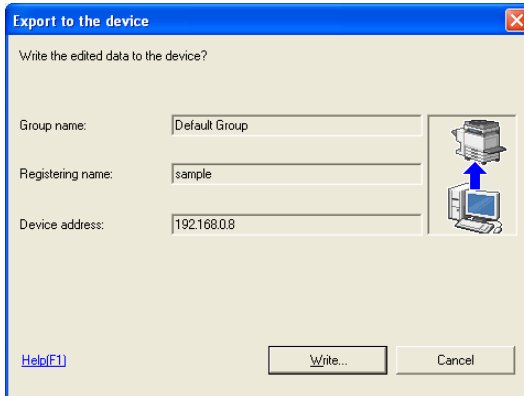 Export to the device
Write the edited data to the device?
Group name: Default Group
Registering name: sample
Device address: 192.168.0.8
Help(F1) Write... Cancel